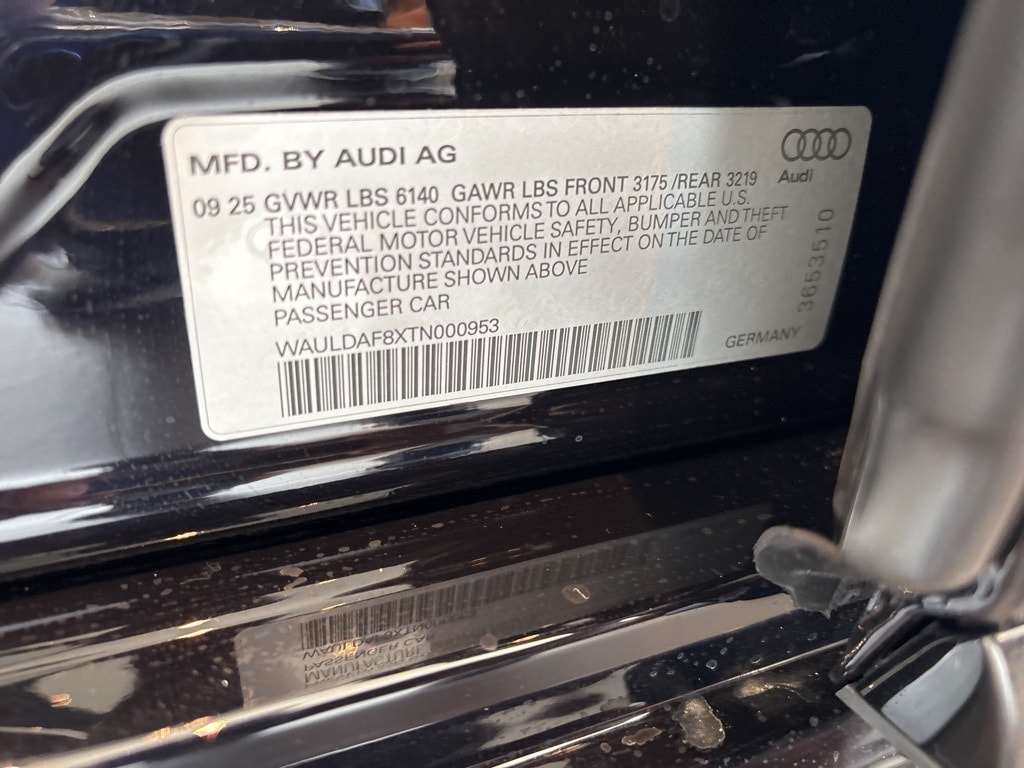 MFD. BY AUDI AG
Audi
09 25 GVWR LBS 6140 GAWR LBS FRONT 3175 /REAR 3219
THIS VEHICLE CONFORMS TO ALL APPLICABLE U.S.
FEDERAL MOTOR VEHICLE SAFETY, BUMPER AND THEFT
PREVENTION STANDARDS IN EFFECT ON THE DATE OF
MANUFACTURE SHOWN ABOVE
PASSENGER CAR
WAULDAF8XTN000953
GERMANY
3653510